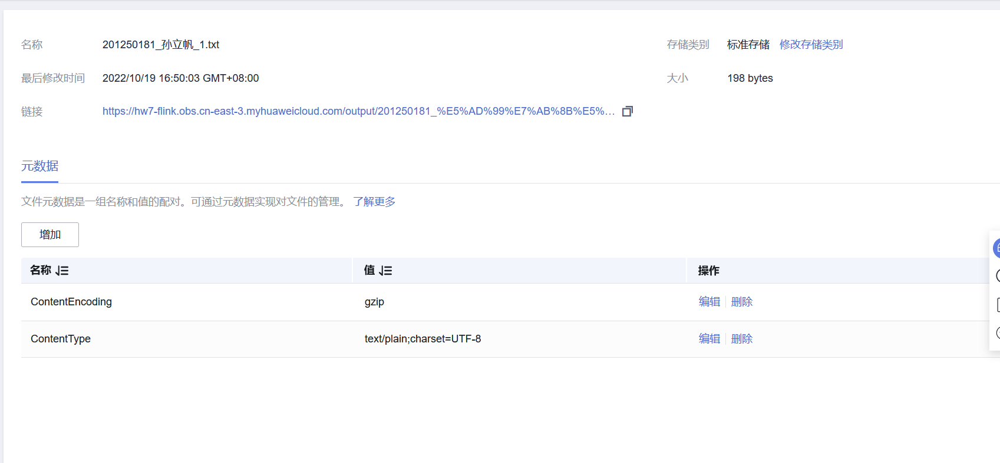 名称 201250181_孙立帆_1.txt 存储类别 标准存储 修改存储类别
最后修改时间 2022/10/19 16:50:03 GMT+08:00 大小 198 bytes
链接 https://hw7-flink.obs.cn-east-3.myhuaweicloud.com/output/201250181_%E5%AD%99%E7%AB%8B%E5%...
元数据
文件元数据是一组名称和值的配对。可通过元数据实现对文件的管理。 了解更多
增加
名称 值 操作
ContentEncoding gzip 编辑 删除
ContentType text/plain;charset=UTF-8 编辑 删除